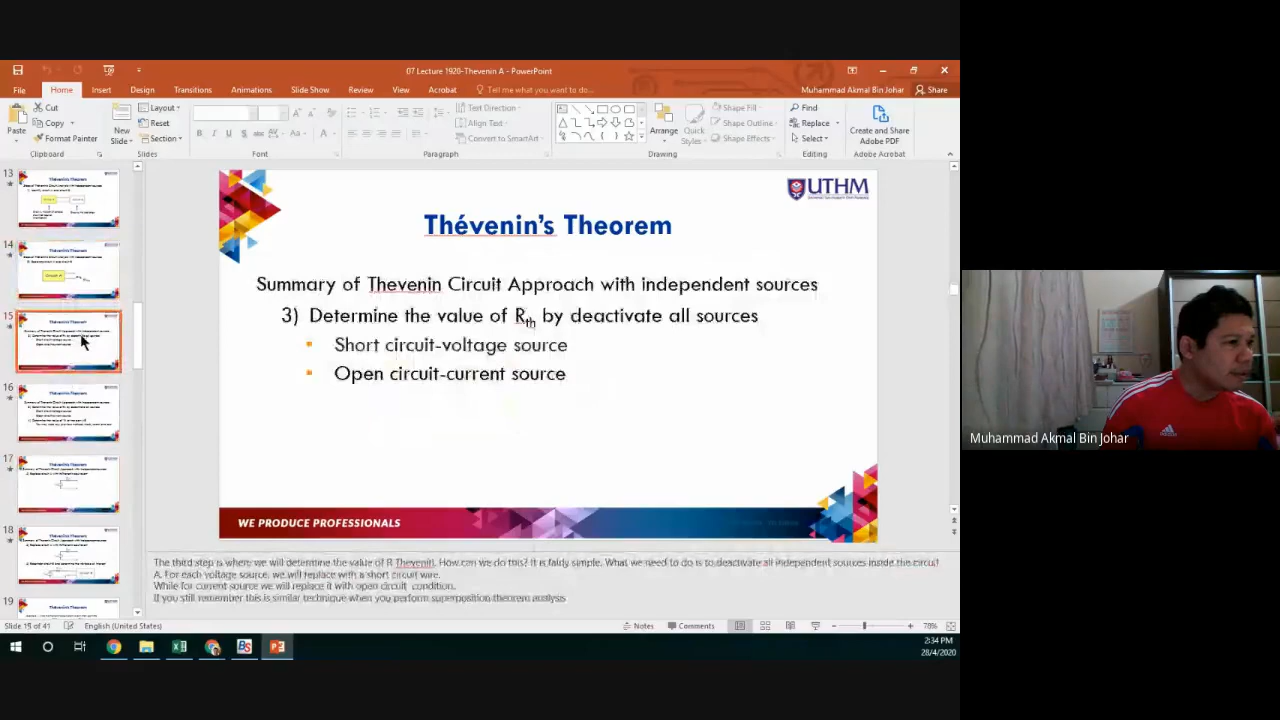 07 Lecture 1920-Thevenin A - PowerPoint
File Home Insert Design Transitions Animations Slide Show Review View Acrobat Tell me what you want to do... Muhammad Akmal Bin Johar Share
Paste Cut Copy Format Painter Clipboard
New Slide Layout Reset Section Slides
Font
Text Direction Align Text Convert to SmartArt Paragraph
Arrange Quick Styles Shape Fill Shape Outline Shape Effects Drawing
Find Replace Select Editing
Create and Share Adobe PDF Adobe Acrobat
13
14
15
16
17
18
19
UTHM
Thévenin's Theorem
Summary of Thevenin Circuit Approach with independent sources
3) Determine the value of Rth by deactivate all sources
Short circuit-voltage source
Open circuit-current source
WE PRODUCE PROFESSIONALS
The third step is where we will determine the value of R Thevenin. How can we do this? It is fairly simple. What we need to do is to deactivate all independent sources inside the circuit
A. For each voltage source, we will replace with a short circuit wire.
While for current source we will replace it with open circuit condition.
If you still remember this is similar technique when you perform superposition theorem analysis
Slide 15 of 41 English (United States) Notes Comments 78%
2:34 PM
28/4/2020
Muhammad Akmal Bin Johar